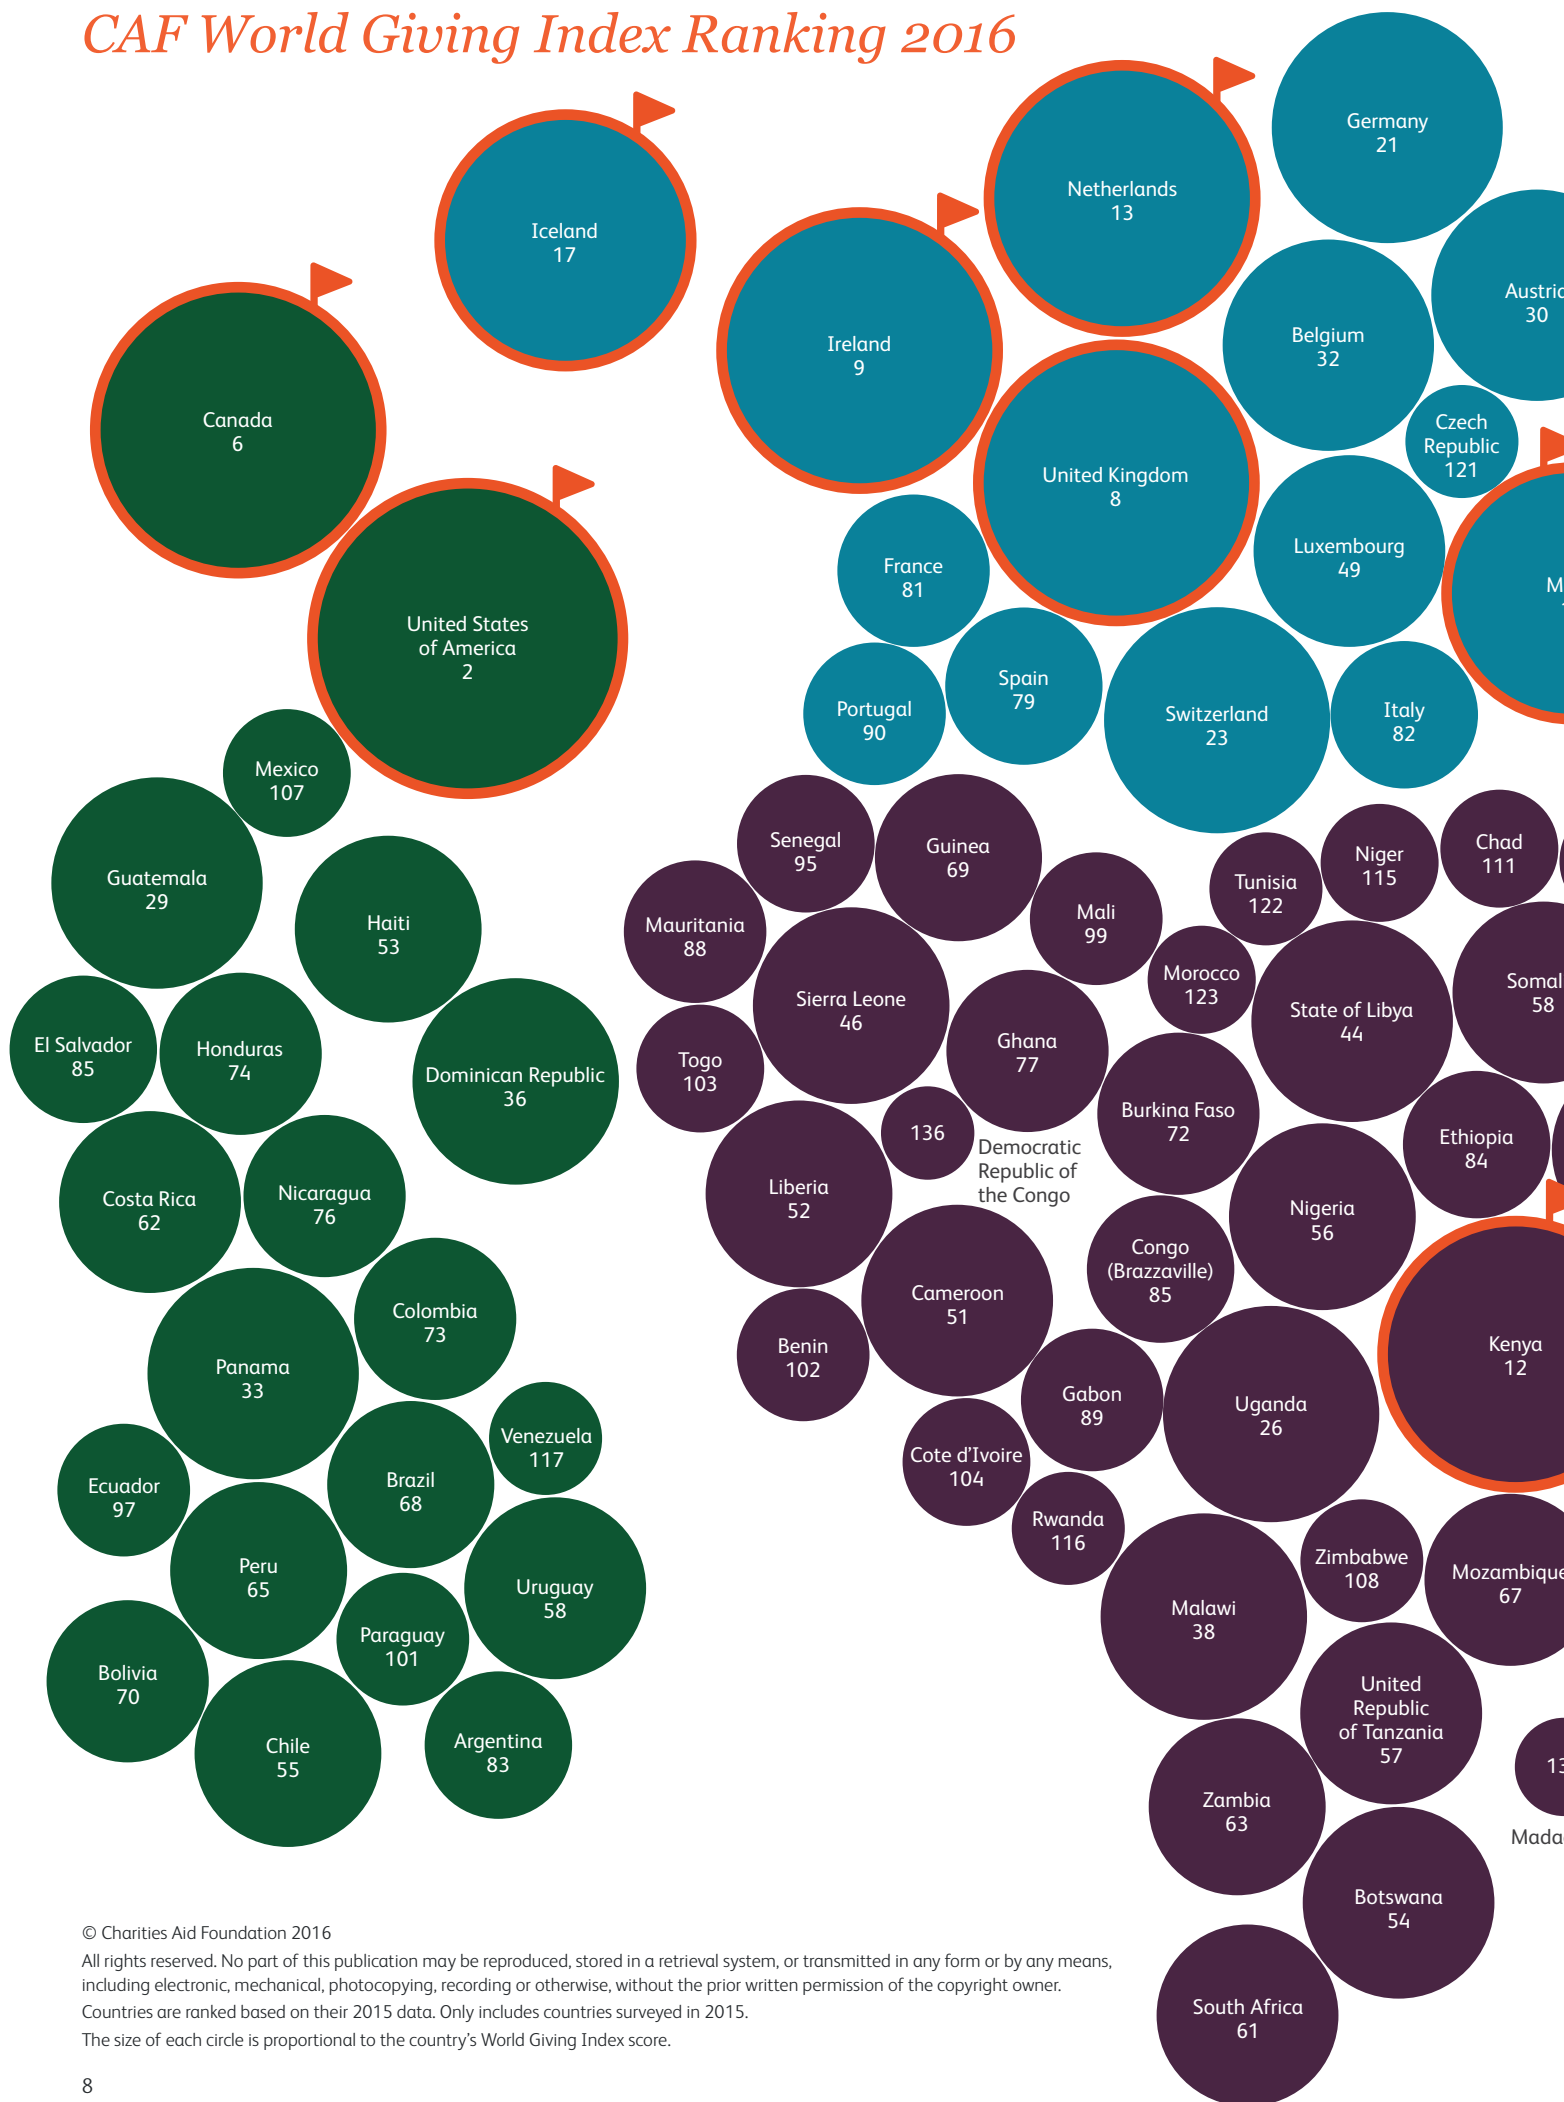 CAF World Giving Index Ranking 2016
Germany
21
Netherlands
13
Iceland
17
30
Belgium
32
Ireland
9
Canada
6
Czech
Republic
121
United Kingdom
8
Luxembourg
49
France
81
United States
of America
2
Spain
79
Portugal
90
Switzerland
23
Italy
82
Mexico
107
Guatemala
29
Haiti
53
El Salvador
85
Honduras
74
Dominican Republic
36
Costa Rica
62
Nicaragua
76
Colombia
73
Panama
33
Venezuela
117
Ecuador
97
Brazil
68
Peru
65
Uruguay
58
Paraguay
101
Bolivia
70
Chile
55
Argentina
83
Senegal
95
Guinea
69
Chad
111
Niger
115
Tunisia
122
Mauritania
88
Mali
99
Morocco
123
Sierra Leone
46
State of Libya
44
58
Togo
103
Ghana
77
Burkina Faso
72
136
Democratic
Republic of
the Congo
Ethiopia
84
Liberia
52
Nigeria
56
Congo
(Brazzaville)
85
Cameroon
51
Benin
102
Kenya
12
Gabon
89
Uganda
26
Cote d’Ivoire
104
Rwanda
116
Zimbabwe
108
Mozambique
67
Malawi
38
United
Republic
of Tanzania
57
Zambia
63
Botswana
54
South Africa
61
© Charities Aid Foundation 2016
All rights reserved. No part of this publication may be reproduced, stored in a retrieval system, or transmitted in any form or by any means,
including electronic, mechanical, photocopying, recording or otherwise, without the prior written permission of the copyright owner.
Countries are ranked based on their 2015 data. Only includes countries surveyed in 2015.
The size of each circle is proportional to the country’s World Giving Index score.
8